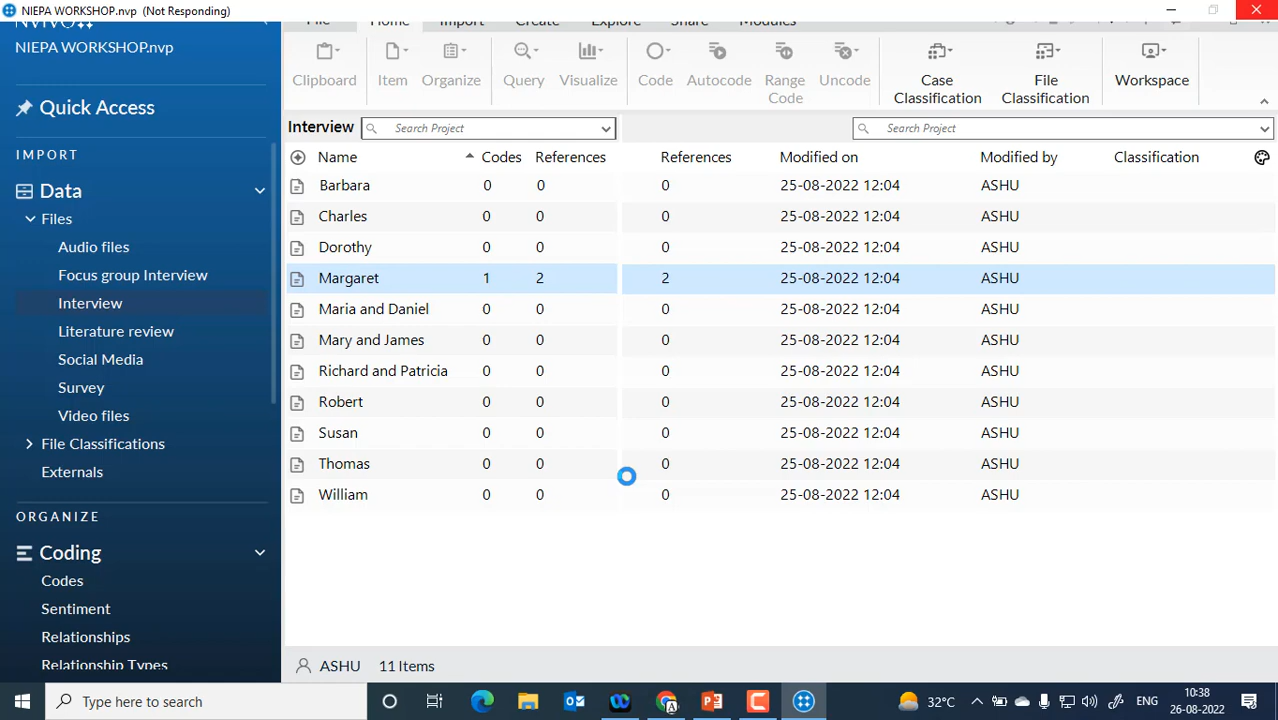 NIEPA WORKSHOP.nvp (Not Responding)
NIEPA WORKSHOP.nvp
File Home Import Create Explore Share Modules
Clipboard Item Organize Query Visualize Code Autocode Range Code Uncode Case Classification File Classification Workspace
Quick Access
IMPORT
Data
Files
Audio files
Focus group Interview
Interview
Literature review
Social Media
Survey
Video files
File Classifications
Externals
ORGANIZE
Coding
Codes
Sentiment
Relationships
Relationship Types
Interview Search Project Search Project
Name Codes References References Modified on Modified by Classification
Barbara 0 0 0 25-08-2022 12:04 ASHU
Charles 0 0 0 25-08-2022 12:04 ASHU
Dorothy 0 0 0 25-08-2022 12:04 ASHU
Margaret 1 2 2 25-08-2022 12:04 ASHU
Maria and Daniel 0 0 0 25-08-2022 12:04 ASHU
Mary and James 0 0 0 25-08-2022 12:04 ASHU
Richard and Patricia 0 0 0 25-08-2022 12:04 ASHU
Robert 0 0 0 25-08-2022 12:04 ASHU
Susan 0 0 0 25-08-2022 12:04 ASHU
Thomas 0 0 0 25-08-2022 12:04 ASHU
William 0 0 0 25-08-2022 12:04 ASHU
ASHU 11 Items
Type here to search
32°C ENG 10:38
26-08-2022